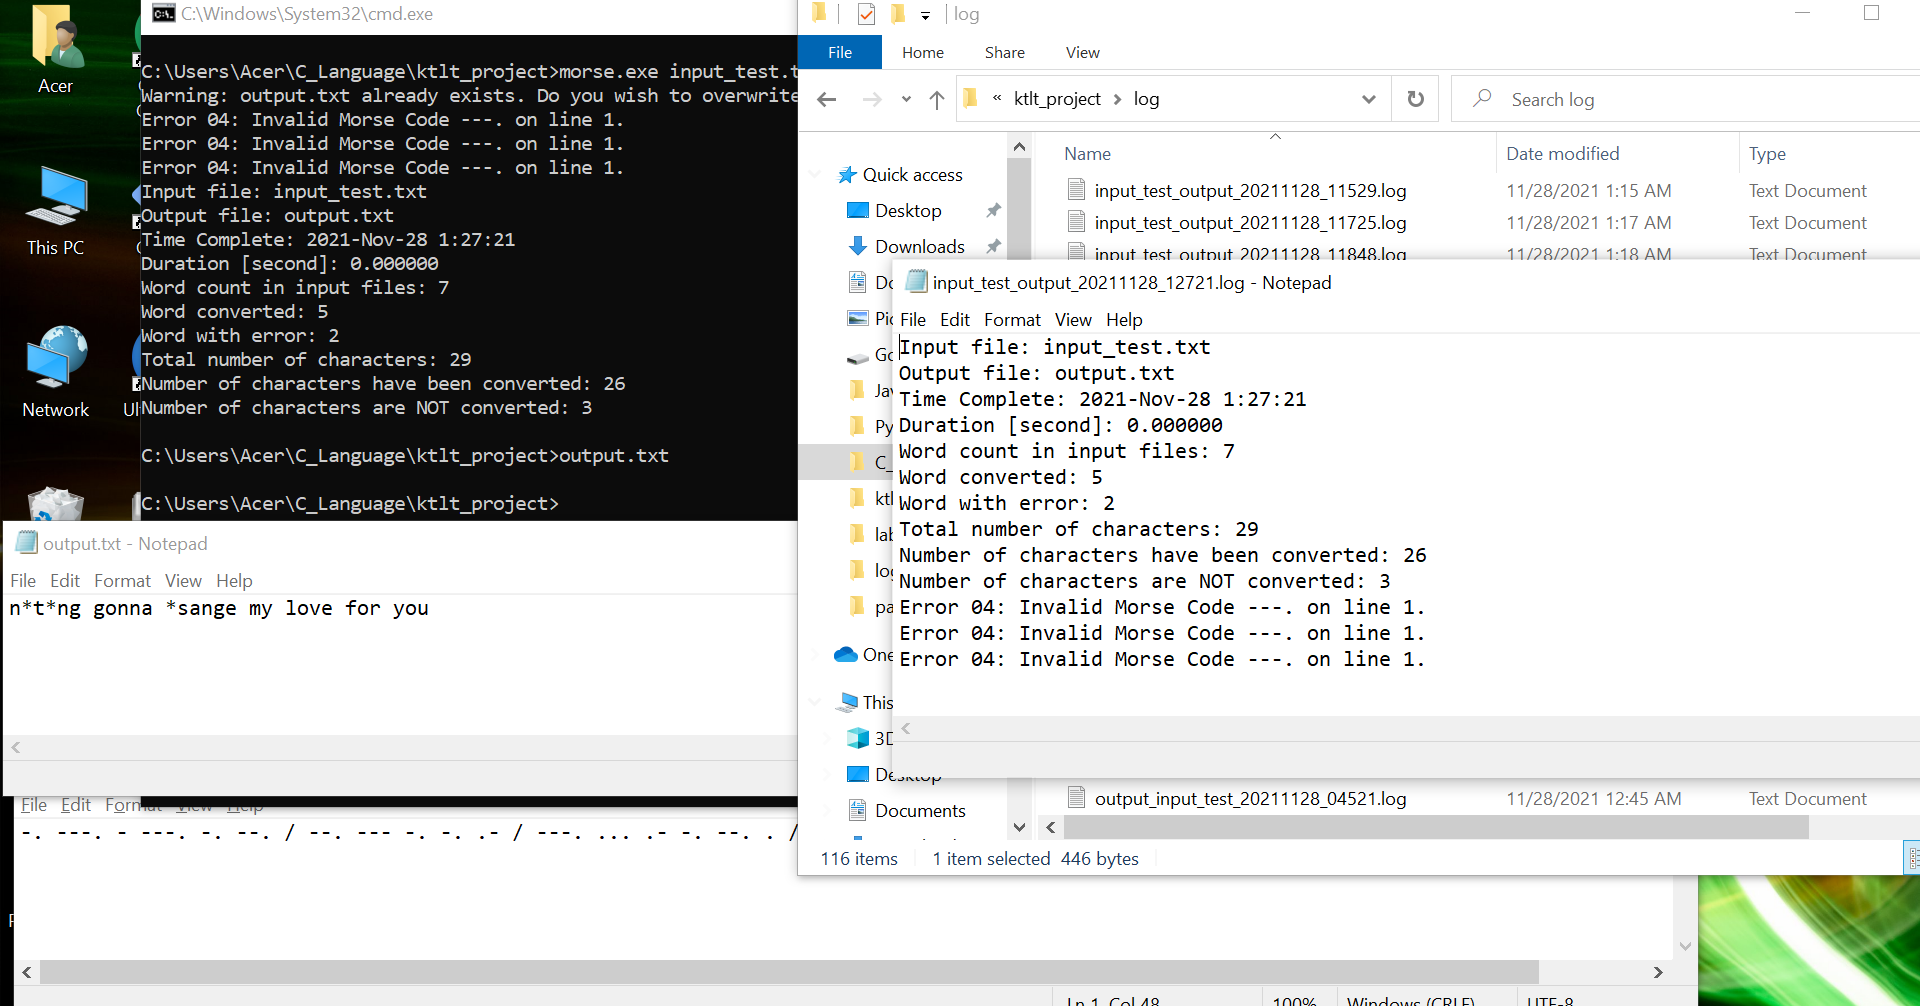 Acer
This PC
Network
C:\Windows\System32\cmd.exe
C:\Users\Acer\C_Language\ktlt_project>morse.exe input_test.t
Warning: output.txt already exists. Do you wish to overwrite
Error 04: Invalid Morse Code ---. on line 1.
Error 04: Invalid Morse Code ---. on line 1.
Error 04: Invalid Morse Code ---. on line 1.
Input file: input_test.txt
Output file: output.txt
Time Complete: 2021-Nov-28 1:27:21
Duration [second]: 0.000000
Word count in input files: 7
Word converted: 5
Word with error: 2
Total number of characters: 29
Number of characters have been converted: 26
Number of characters are NOT converted: 3
C:\Users\Acer\C_Language\ktlt_project>output.txt
C:\Users\Acer\C_Language\ktlt_project>
output.txt - Notepad
File Edit Format View Help
n*t*ng gonna *sange my love for you
File Edit Format View Help
-. ---. - ---. -. --. / --. --- -. -. .- / ---. ... .- -. --. . /
Ln 1, Col 48
100%
Windows (CRLF)
UTF-8
log
File Home Share View
« ktlt_project > log
Search log
Name Date modified Type
Quick access
Desktop
Downloads
One
This
3D
Desktop
Documents
input_test_output_20211128_11529.log 11/28/2021 1:15 AM Text Document
input_test_output_20211128_11725.log 11/28/2021 1:17 AM Text Document
input_test_output_20211128_11848.log 11/28/2021 1:18 AM Text Document
input_test_output_20211128_12721.log - Notepad
File Edit Format View Help
Input file: input_test.txt
Output file: output.txt
Time Complete: 2021-Nov-28 1:27:21
Duration [second]: 0.000000
Word count in input files: 7
Word converted: 5
Word with error: 2
Total number of characters: 29
Number of characters have been converted: 26
Number of characters are NOT converted: 3
Error 04: Invalid Morse Code ---. on line 1.
Error 04: Invalid Morse Code ---. on line 1.
Error 04: Invalid Morse Code ---. on line 1.
output_input_test_20211128_04521.log 11/28/2021 12:45 AM Text Document
116 items 1 item selected 446 bytes